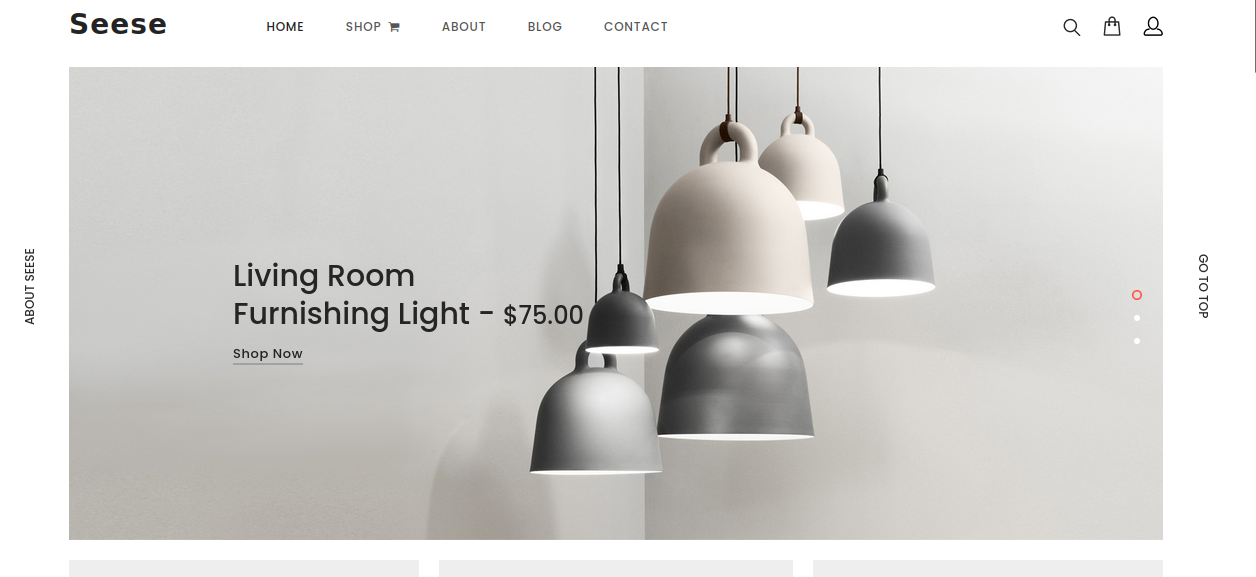 Seese
HOME
SHOP
ABOUT
BLOG
CONTACT
ABOUT SEESE
Living Room
Furnishing Light - $75.00
Shop Now
GO TO TOP